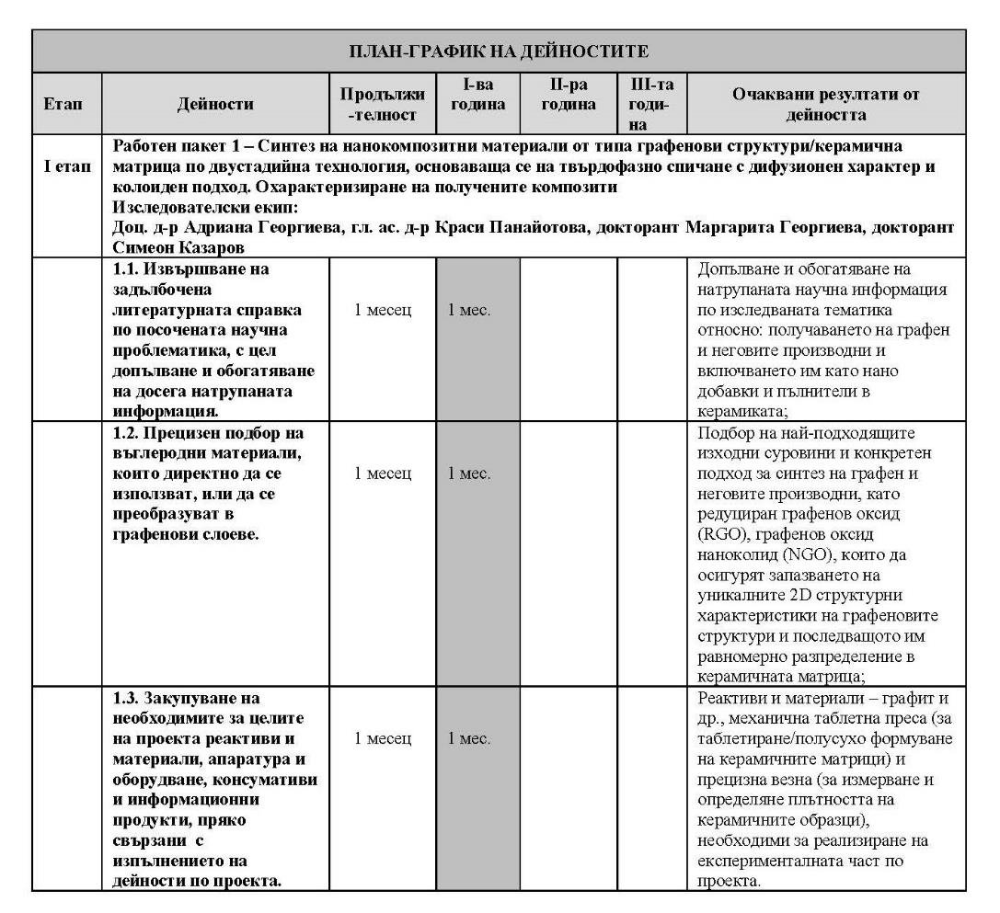 ПЛАН-ГРАФИК НА ДЕЙНОСТИТЕ
Етап
Дейности
Продължи
-телност
I-ва
година
II-ра
година
III-та
годи-
на
Очаквани резултати от
дейността
I етап
Работен пакет 1 – Синтез на нанокомпозитни материали от типа графенови структури/керамична
матрица по двустадийна технология, основаваща се на твърдофазно спичане с дифузионен характер и
колоиден подход. Охарактеризиране на получените композити
Изследователски екип:
Доц. д-р Адриана Георгиева, гл. ас. д-р Краси Панайотова, докторант Маргарита Георгиева, докторант
Симеон Казаров
1.1. Извършване на
задълбочена
литературната справка
по посочената научна
проблематика, с цел
допълване и обогатяване
на досега натрупаната
информация.
1 месец
1 мес.
Допълване и обогатяване на
натрупаната научна информация
по изследваната тематика
относно: получаването на графен
и неговите производни и
включването им като нано
добавки и пълнители в
керамиката;
1.2. Прецизен подбор на
въглеродни материали,
които директно да се
използват, или да се
преобразуват в
графенови слоеве.
1 месец
1 мес.
Подбор на най-подходящите
изходни суровини и конкретен
подход за синтез на графен и
неговите производни, като
редуциран графенов оксид
(RGO), графенов оксид
наноколид (NGO), които да
осигурят запазването на
уникалните 2D структурни
характеристики на графеновите
структури и последващото им
равномерно разпределение в
керамичната матрица;
1.3. Закупуване на
необходимите за целите
на проекта реактиви и
материали, апаратура и
оборудване, консумативи
и информационни
продукти, пряко
свързани с
изпълнението на
дейности по проекта.
1 месец
1 мес.
Реактиви и материали – графит и
др., механична таблетна преса (за
таблетиране/полусухо формуване
на керамичните матрици) и
прецизна везна (за измерване и
определяне плътността на
керамичните образци),
необходими за реализиране на
експерименталната част по
проекта.